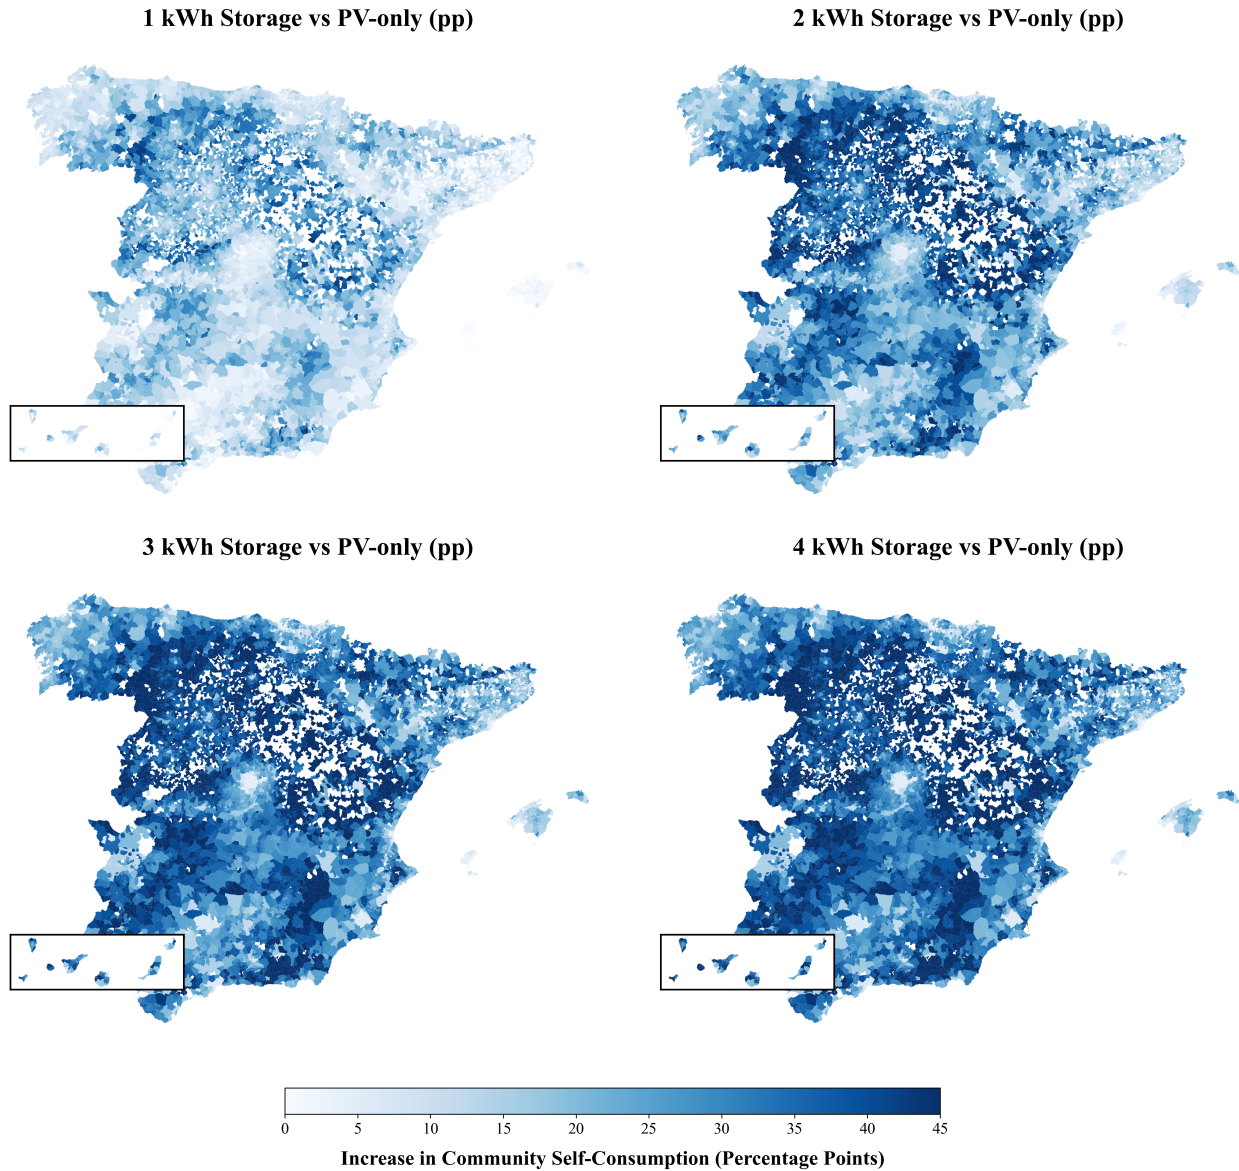 1 kWh Storage vs PV-only (pp)
2 kWh Storage vs PV-only (pp)
3 kWh Storage vs PV-only (pp)
4 kWh Storage vs PV-only (pp)
0 5 10 15 20 25 30 35 40 45
Increase in Community Self-Consumption (Percentage Points)